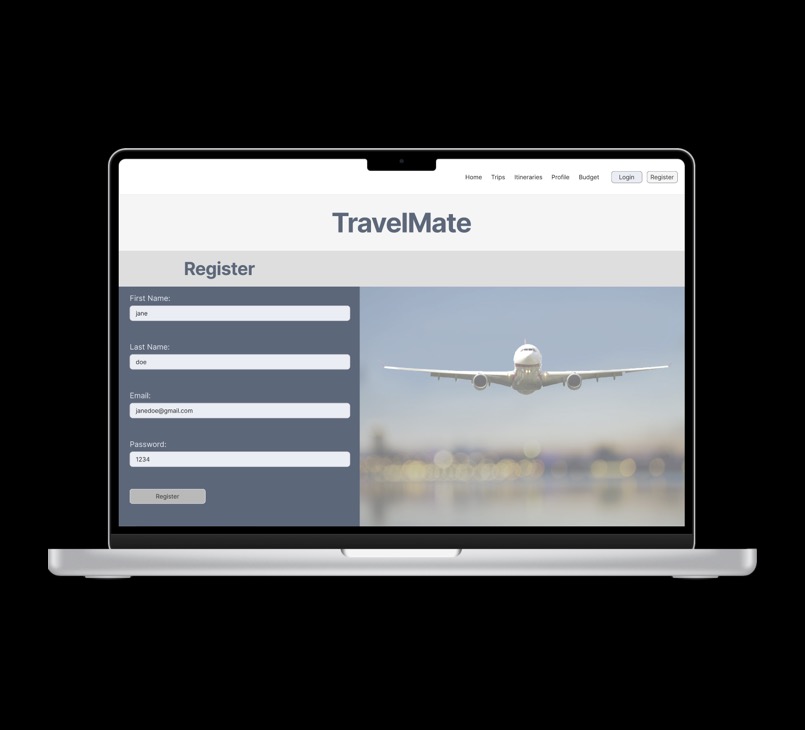 Home Trips Itineraries Profile Budget Login Register
TravelMate
Register
First Name:
jane
Last Name:
doe
Email:
janedoe@gmail.com
Password:
1234
Register